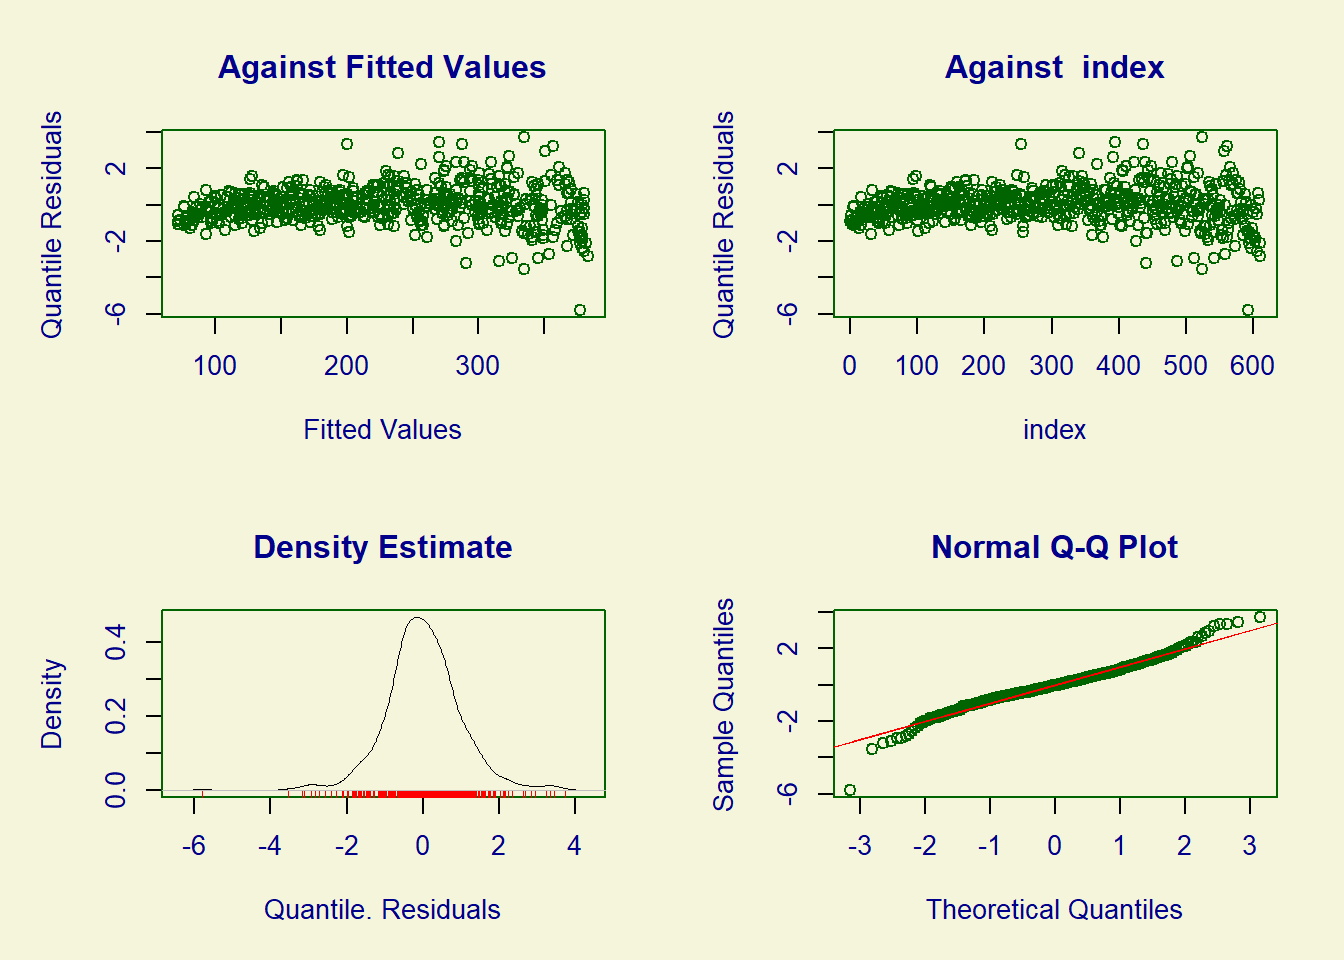 Against Fitted Values
Quantile Residuals
2
-2
-6
100 200 300
Fitted Values
Against  index
Quantile Residuals
2
-2
-6
0 100 200 300 400 500 600
index
Density Estimate
Density
0.4
0.2
0.0
-6 -4 -2 0 2 4
Quantile. Residuals
Normal Q-Q Plot
Sample Quantiles
2
-2
-6
-3 -2 -1 0 1 2 3
Theoretical Quantiles